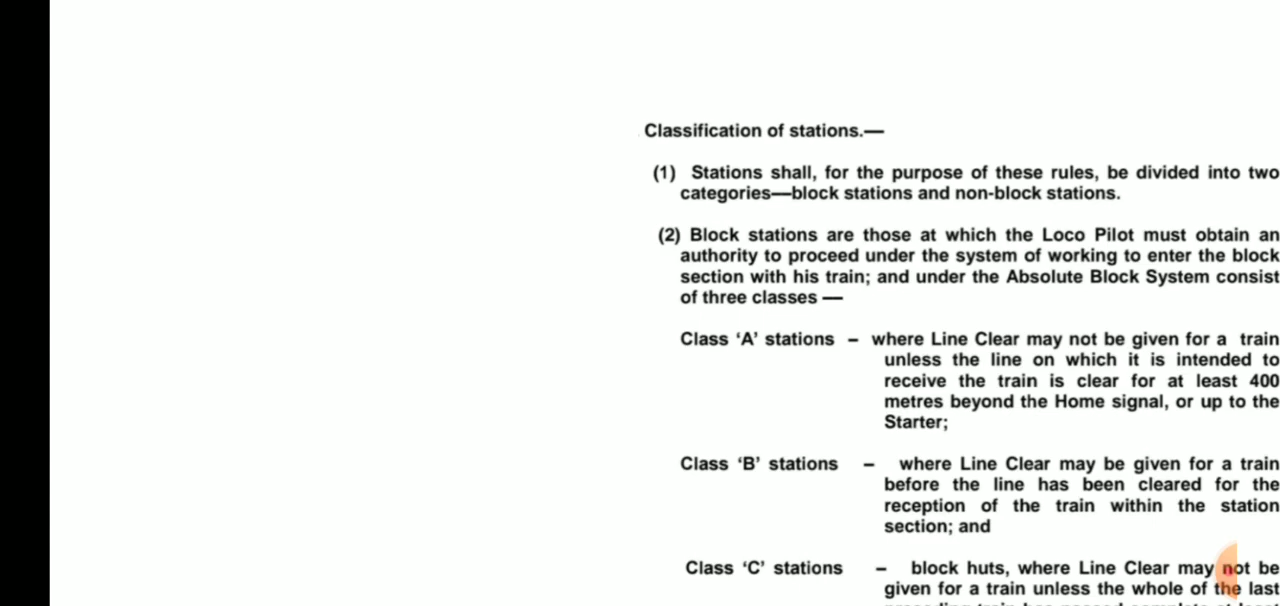 Classification of stations.—
(1) Stations shall, for the purpose of these rules, be divided into two
categories—block stations and non-block stations.
(2) Block stations are those at which the Loco Pilot must obtain an
authority to proceed under the system of working to enter the block
section with his train; and under the Absolute Block System consist
of three classes —
Class ‘A’ stations – where Line Clear may not be given for a train
unless the line on which it is intended to
receive the train is clear for at least 400
metres beyond the Home signal, or up to the
Starter;
Class ‘B’ stations – where Line Clear may be given for a train
before the line has been cleared for the
reception of the train within the station
section; and
Class ‘C’ stations – block huts, where Line Clear may not be
given for a train unless the whole of the last